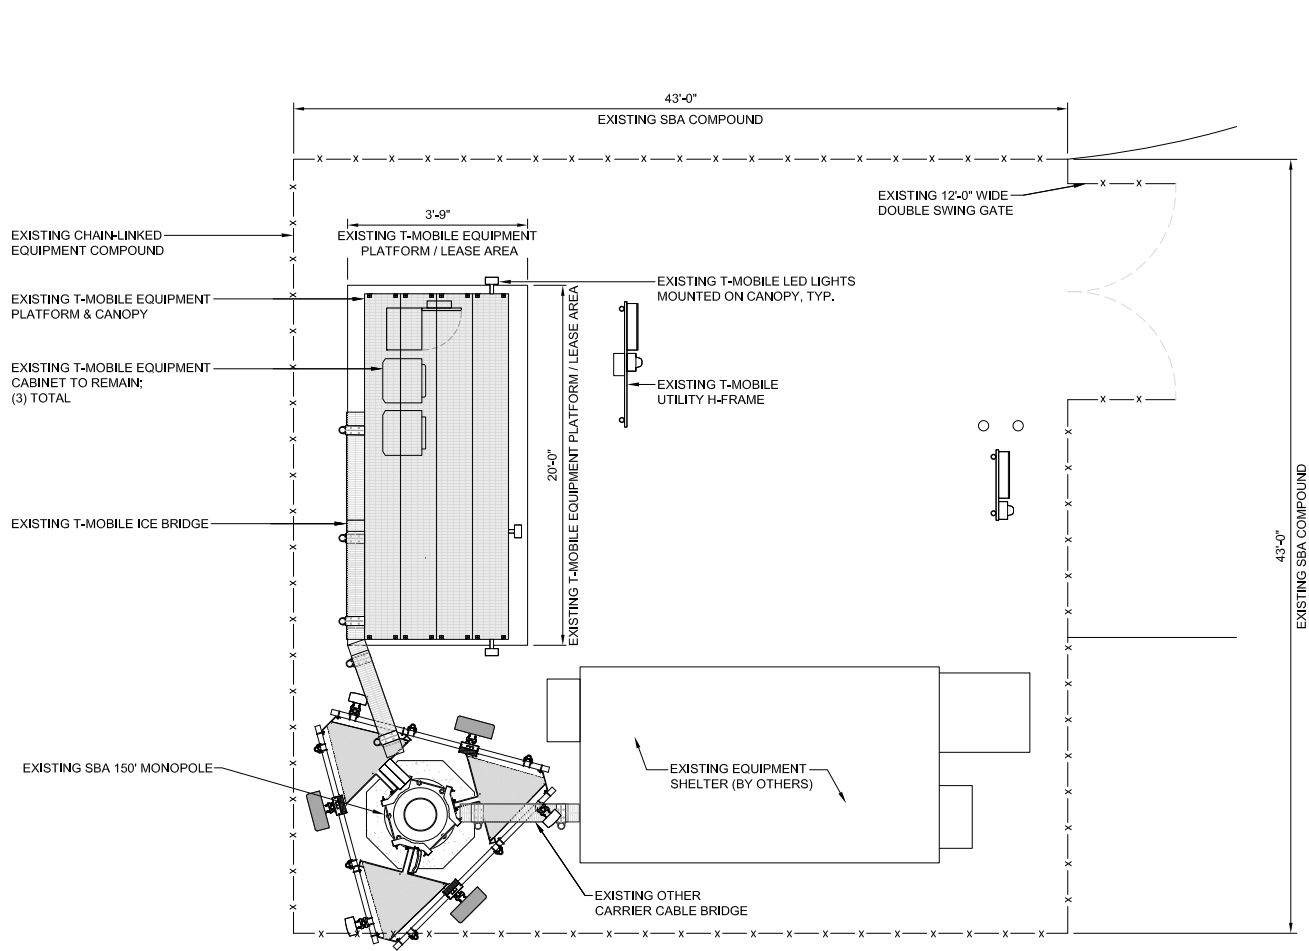 43'-0"
EXISTING SBA COMPOUND
EXISTING 12'-0" WIDE
DOUBLE SWING GATE
3'-9"
EXISTING T-MOBILE EQUIPMENT
PLATFORM / LEASE AREA
EXISTING CHAIN-LINKED
EQUIPMENT COMPOUND
EXISTING T-MOBILE LED LIGHTS
MOUNTED ON CANOPY, TYP.
EXISTING T-MOBILE EQUIPMENT
PLATFORM & CANOPY
EXISTING T-MOBILE EQUIPMENT
CABINET TO REMAIN;
(3) TOTAL
EXISTING T-MOBILE
UTILITY H-FRAME
20'-0"
EXISTING T-MOBILE EQUIPMENT PLATFORM / LEASE AREA
EXISTING T-MOBILE ICE BRIDGE
43'-0"
EXISTING SBA COMPOUND
EXISTING SBA 150' MONOPOLE
EXISTING EQUIPMENT
SHELTER (BY OTHERS)
EXISTING OTHER
CARRIER CABLE BRIDGE